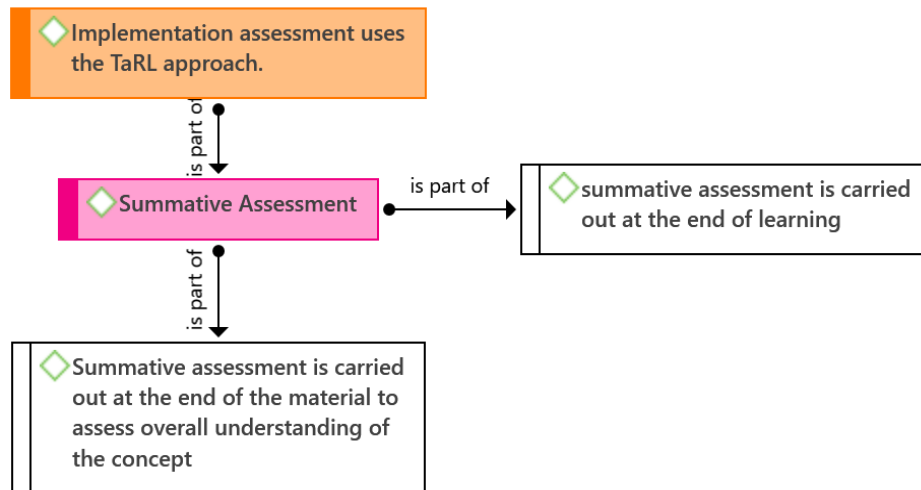 Implementation assessment uses
the TaRL approach.
is part of
Summative Assessment
is part of
summative assessment is carried
out at the end of learning
is part of
Summative assessment is carried
out at the end of the material to
assess overall understanding of
the concept